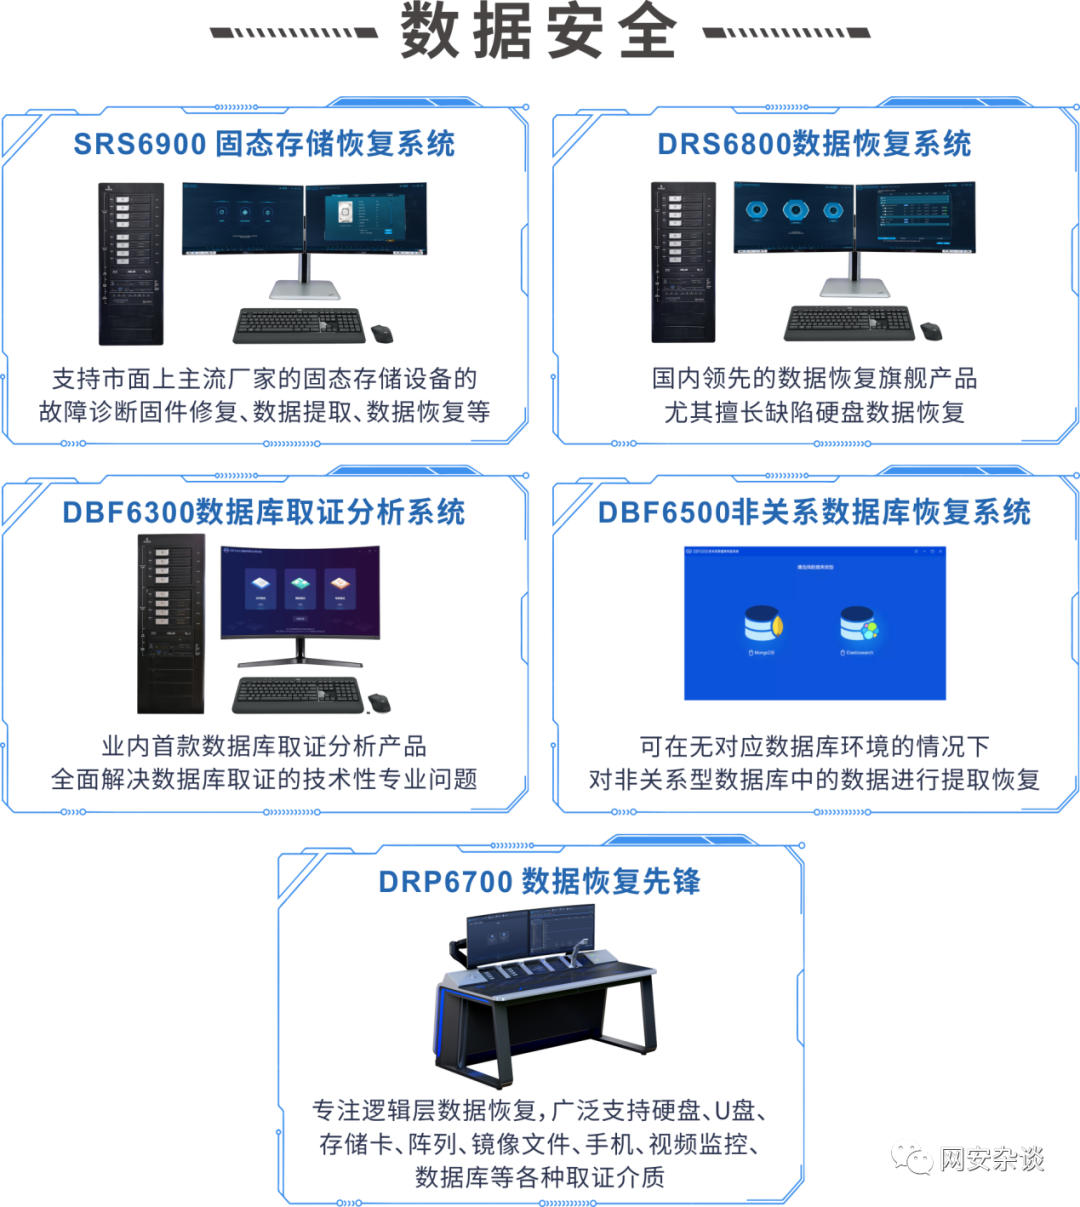 数据安全
SRS6900 固态存储恢复系统
支持市面上主流厂家的固态存储设备的
故障诊断固件修复、数据提取、数据恢复等
DRS6800数据恢复系统
国内领先的数据恢复旗舰产品
尤其擅长缺陷硬盘数据恢复
DBF6300数据库取证分析系统
业内首款数据库取证分析产品
全面解决数据库取证的技术性专业问题
DBF6500非关系数据库恢复系统
MongoDB
Elasticsearch
可在无对应数据库环境的情况下
对非关系型数据库中的数据进行提取恢复
DRP6700 数据恢复先锋
专注逻辑层数据恢复,广泛支持硬盘、U盘、
存储卡、阵列、镜像文件、手机、视频监控、
数据库等各种取证介质
网安杂谈